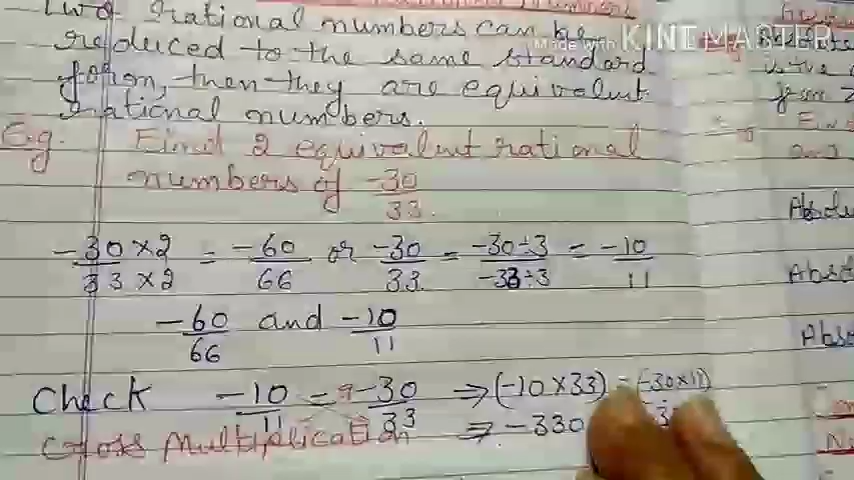 Two rational numbers can be
reduced to the same standard
form, then they are equivalent
rational numbers.
Made with KINEMASTER
E.g. Find 2 equivalent rational
numbers of -30/33.
-30×2/33×2 = -60/66 or -30/33 = -30÷3/-33÷3 = -10/11
-60/66 and -10/11
Check -10/11 = -30/33 ⇒ (-10×33) = (-30×11)
Cross Multiplication ⇒ -330